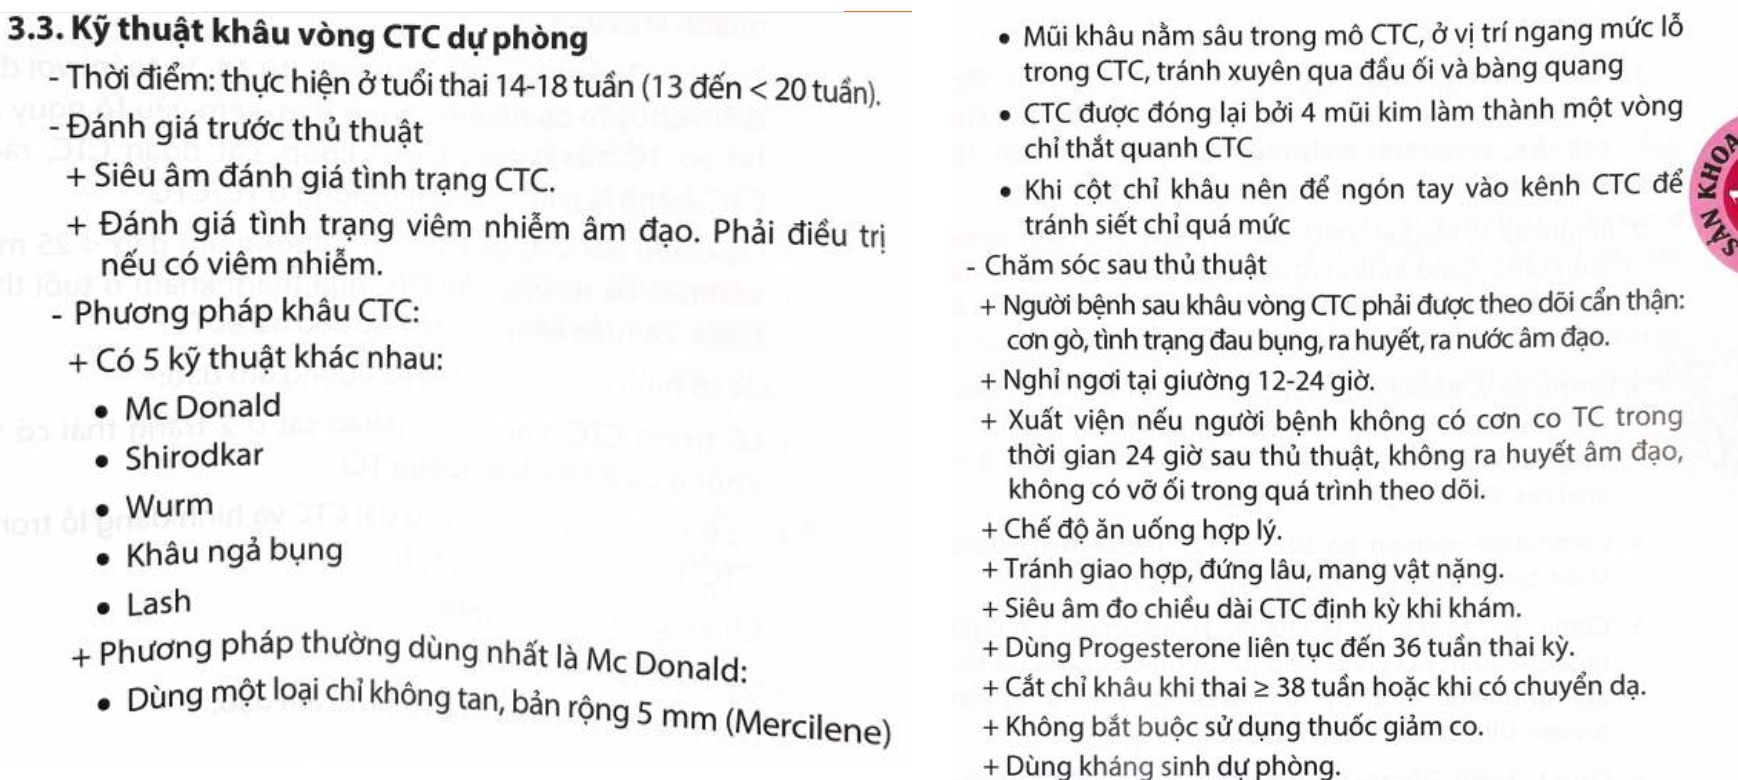 3.3. Kỹ thuật khâu vòng CTC dự phòng
- Thời điểm: thực hiện ở tuổi thai 14-18 tuần (13 đến < 20 tuần).
- Đánh giá trước thủ thuật
+ Siêu âm đánh giá tình trạng CTC.
+ Đánh giá tình trạng viêm nhiễm âm đạo. Phải điều trị
nếu có viêm nhiễm.
- Phương pháp khâu CTC:
+ Có 5 kỹ thuật khác nhau:
• Mc Donald
• Shirodkar
• Wurm
• Khâu ngả bụng
• Lash
+ Phương pháp thường dùng nhất là Mc Donald:
• Dùng một loại chỉ không tan, bản rộng 5 mm (Mercilene)
• Mũi khâu nằm sâu trong mô CTC, ở vị trí ngang mức lỗ
trong CTC, tránh xuyên qua đầu ối và bàng quang
• CTC được đóng lại bởi 4 mũi kim làm thành một vòng
chỉ thắt quanh CTC
• Khi cột chỉ khâu nên để ngón tay vào kênh CTC để
tránh siết chỉ quá mức
- Chăm sóc sau thủ thuật
+ Người bệnh sau khâu vòng CTC phải được theo dõi cẩn thận:
cơn gò, tình trạng đau bụng, ra huyết, ra nước âm đạo.
+ Nghỉ ngơi tại giường 12-24 giờ.
+ Xuất viện nếu người bệnh không có cơn co TC trong
thời gian 24 giờ sau thủ thuật, không ra huyết âm đạo,
không có vỡ ối trong quá trình theo dõi.
+ Chế độ ăn uống hợp lý.
+ Tránh giao hợp, đứng lâu, mang vật nặng.
+ Siêu âm đo chiều dài CTC định kỳ khi khám.
+ Dùng Progesterone liên tục đến 36 tuần thai kỳ.
+ Cắt chỉ khâu khi thai ≥ 38 tuần hoặc khi có chuyển dạ.
+ Không bắt buộc sử dụng thuốc giảm co.
+ Dùng kháng sinh dự phòng.
SẢN KHOA